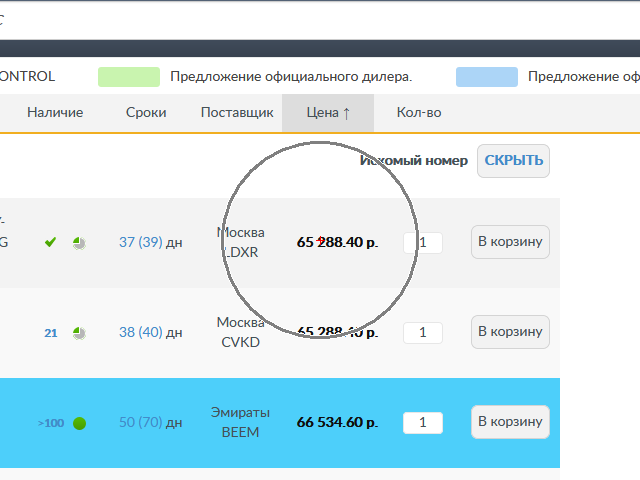 С
ONTROL Предложение официального дилера. Предложение оф
Наличие Сроки Поставщик Цена ↑ Кол-во
Искомый номер СКРЫТЬ
37 (39) дн Москва LDXR 65 288.40 р. 1 В корзину
21 38 (40) дн Москва CVKD 65 288.40 р. 1 В корзину
>100 50 (70) дн Эмираты BEEM 66 534.60 р. 1 В корзину